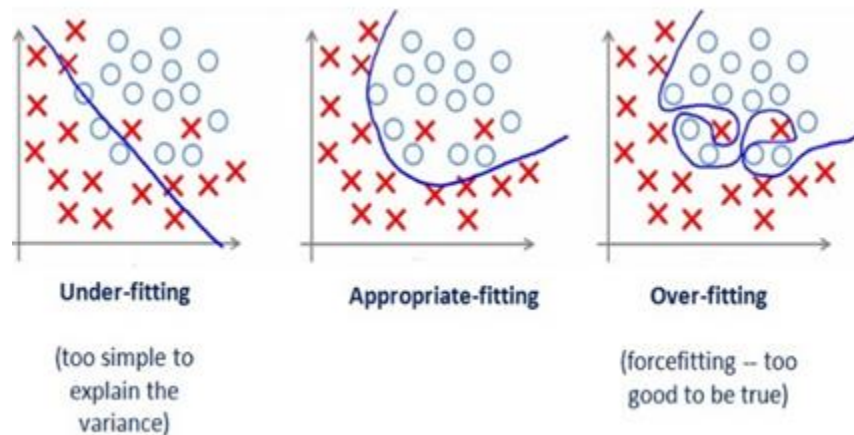 Under-fitting
Appropriate-fitting
Over-fitting
(too simple to
explain the
variance)
(forcefitting -- too
good to be true)